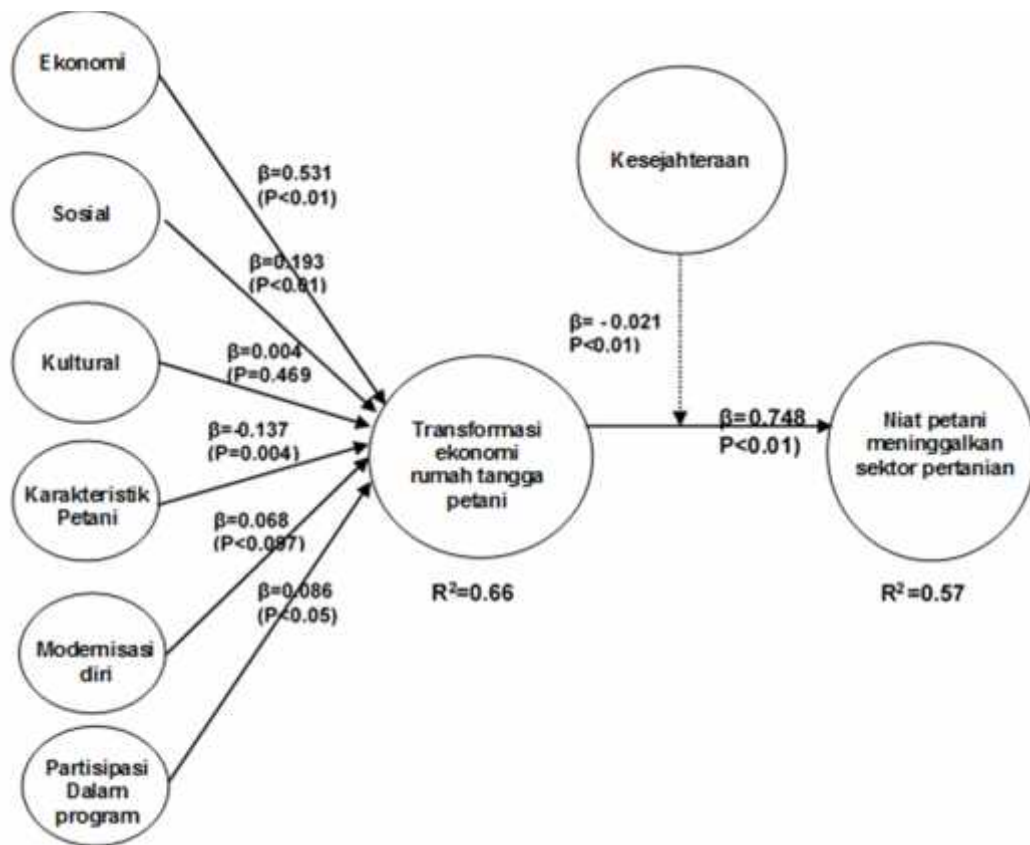 Ekonomi
Sosial
Kultural
Karakteristik
Petani
Modernisasi
diri
Partisipasi
Dalam
program
β=0.531
(P<0.01)
β=0.193
(P<0.01)
β=0.004
(P=0.469
β=-0.137
(P=0.004)
β=0.068
(P<0.097)
β=0.086
(P<0.05)
Transformasi
ekonomi
rumah tangga
petani
R²=0.66
Kesejahteraan
β= - 0.021
P<0.01)
β=0.748
P<0.01)
Niat petani
meninggalkan
sektor pertanian
R²=0.57